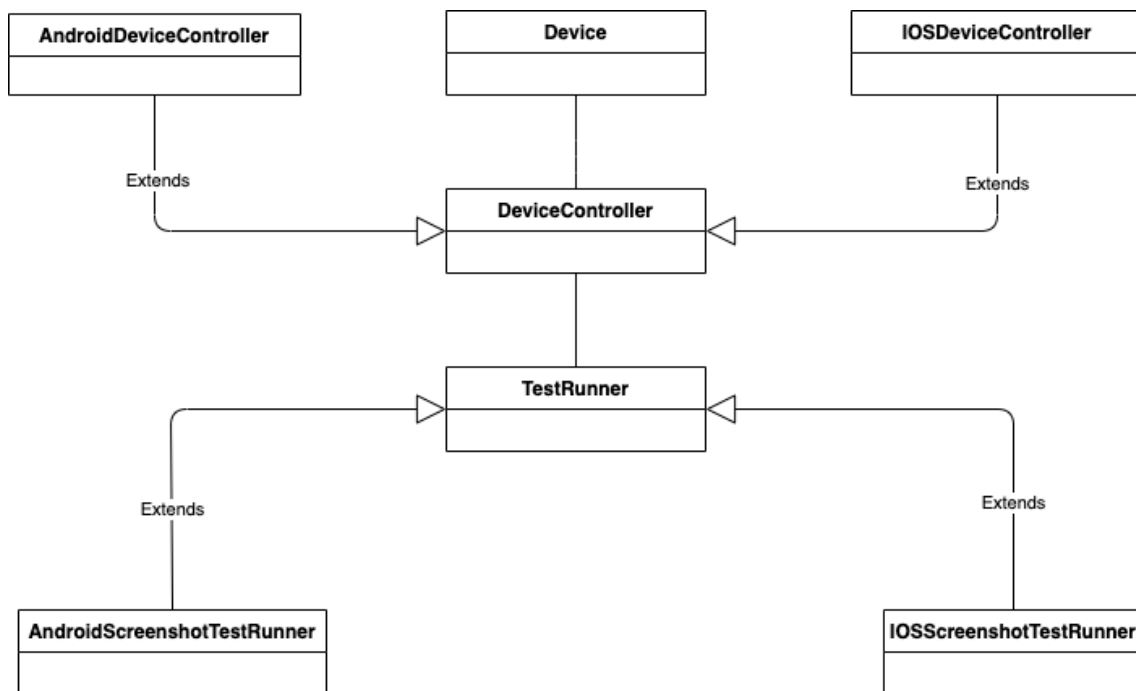 AndroidDeviceController
Device
IOSDeviceController
Extends
Extends
DeviceController
TestRunner
Extends
Extends
AndroidScreenshotTestRunner
IOSScreenshotTestRunner